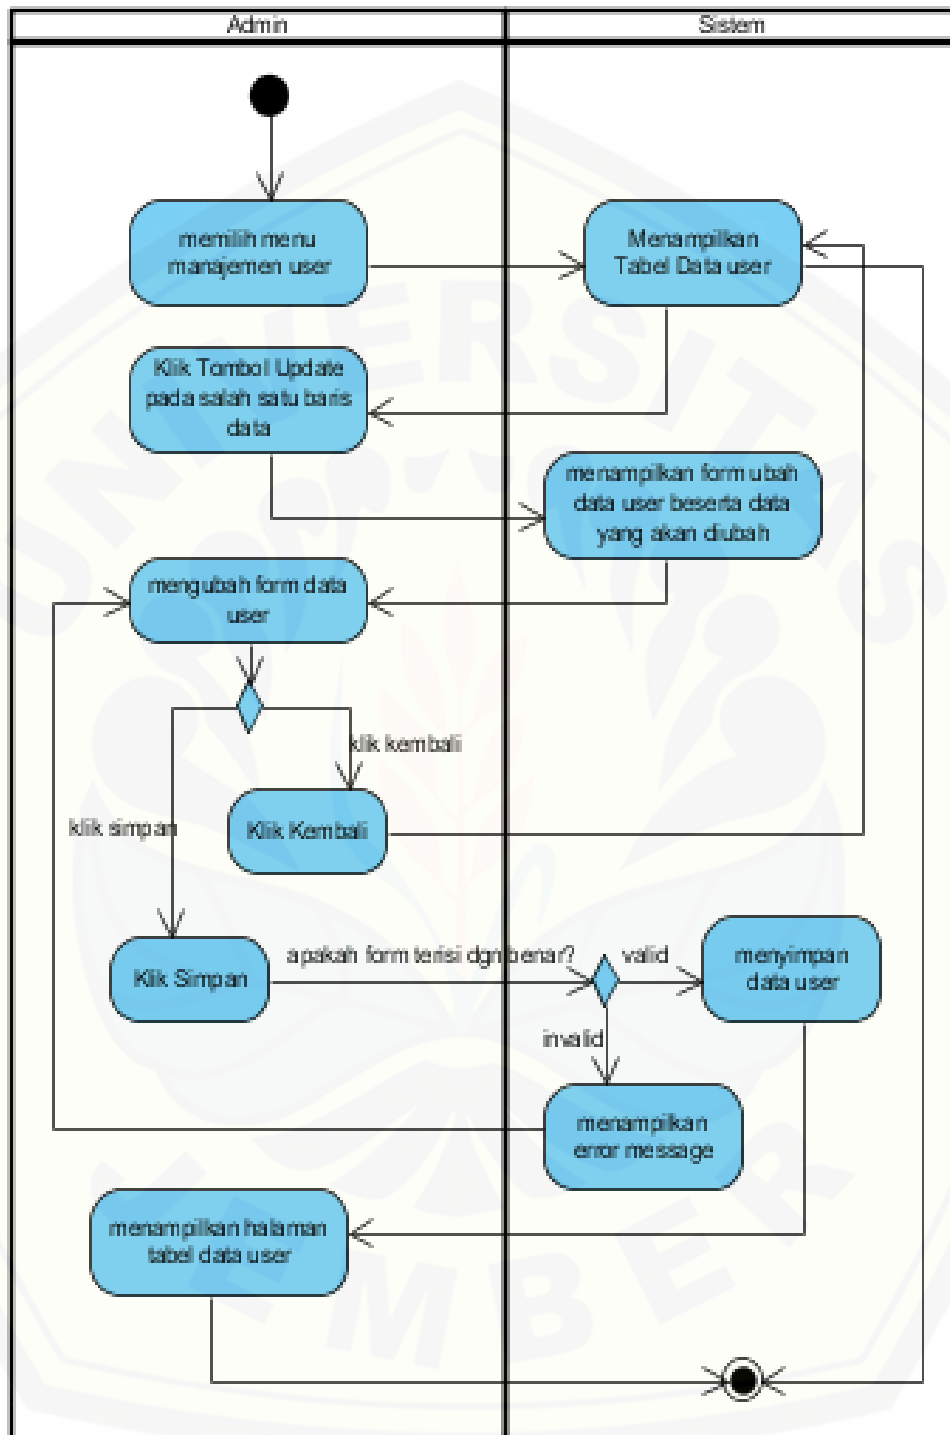 Admin
Sistem
memilih menu
manajemen user
Menampilkan
Tabel Data user
Klik Tombol Update
pada salah satu baris
data
menampilkan form ubah
data user beserta data
yang akan diubah
mengubah form data
user
klik kembali
klik simpan
Klik Kembali
Klik Simpan
apakah form terisi dgn benar?
valid
menyimpan
data user
invalid
menampilkan
error message
menampilkan halaman
tabel data user
UNIVERSITAS
JEMBER